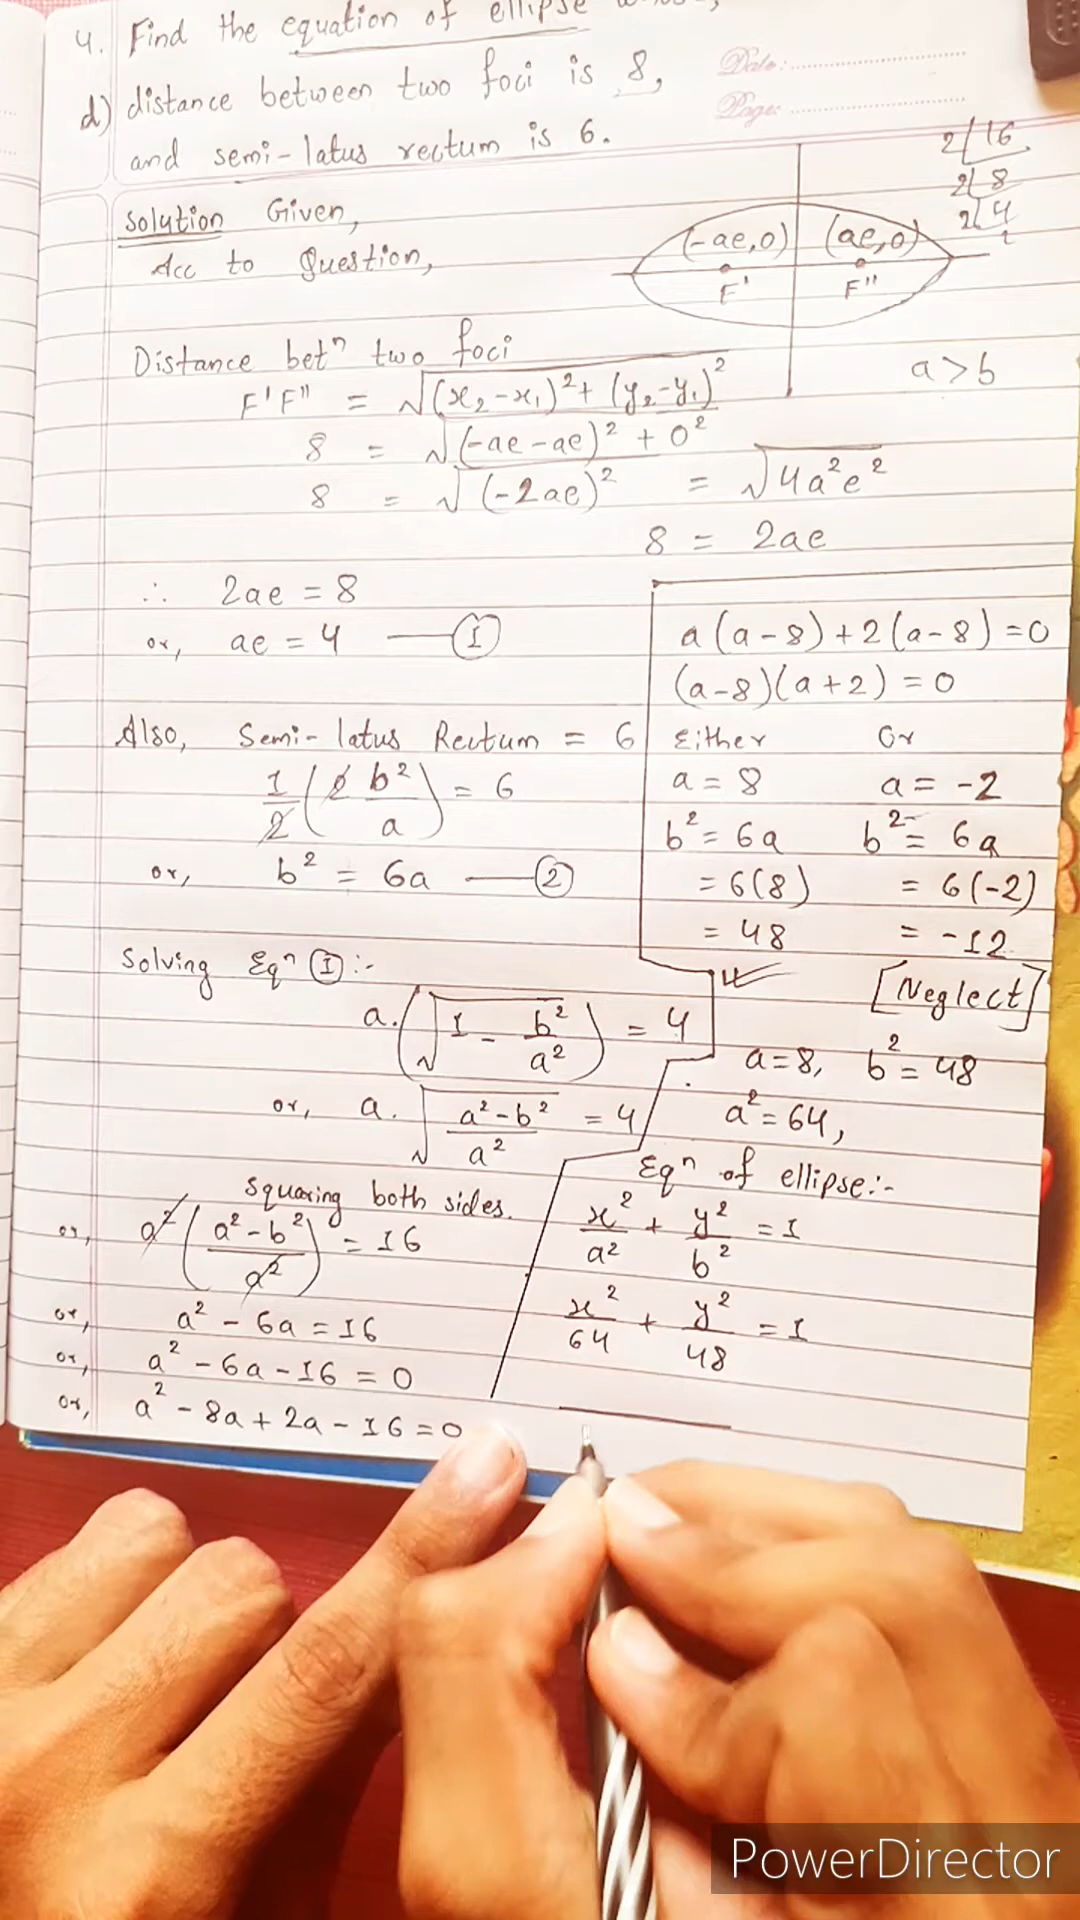 4. Find the equation of ellipse
d) distance between two foci is 8,
and semi-latus rectum is 6.
Date:
Page:
2 | 16
2 | 8
2 | 4
Solution Given,
Acc to Question,
(-ae,0) (ae,0)
F' F"
a > b
Distance betⁿ two foci
F'F" = √(x₂-x₁)²+ (y₂-y₁)²
8 = √(-ae-ae)² + 0²
8 = √(-2ae)² = √4a²e²
8 = 2ae
∴ 2ae = 8
or, ae = 4 —— ①
Also, Semi-latus Rectum = 6
1/2 (2b²/a) = 6
or, b² = 6a —— ②
Solving Eqⁿ ① :-
a.(√1 - b²/a²) = 4
or, a. √a²-b²/a² = 4
Squaring both sides.
or, a² (a²-b²/a²) = 16
or, a² - 6a = 16
or, a² - 6a - 16 = 0
or, a² - 8a + 2a - 16 = 0
a(a-8)+2(a-8)=0
(a-8)(a+2) = 0
Either Or
a = 8 a = -2
b² = 6a b² = 6a
= 6(8) = 6(-2)
= 48 = -12
[Neglect]
a=8, b² = 48
a² = 64,
Eqⁿ of ellipse:-
x²/a² + y²/b² = 1
x²/64 + y²/48 = 1
PowerDirector